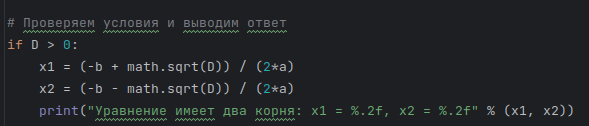 # Проверяем условия и выводим ответ
if D > 0:
    x1 = (-b + math.sqrt(D)) / (2*a)
    x2 = (-b - math.sqrt(D)) / (2*a)
    print("Уравнение имеет два корня: x1 = %.2f, x2 = %.2f" % (x1, x2))